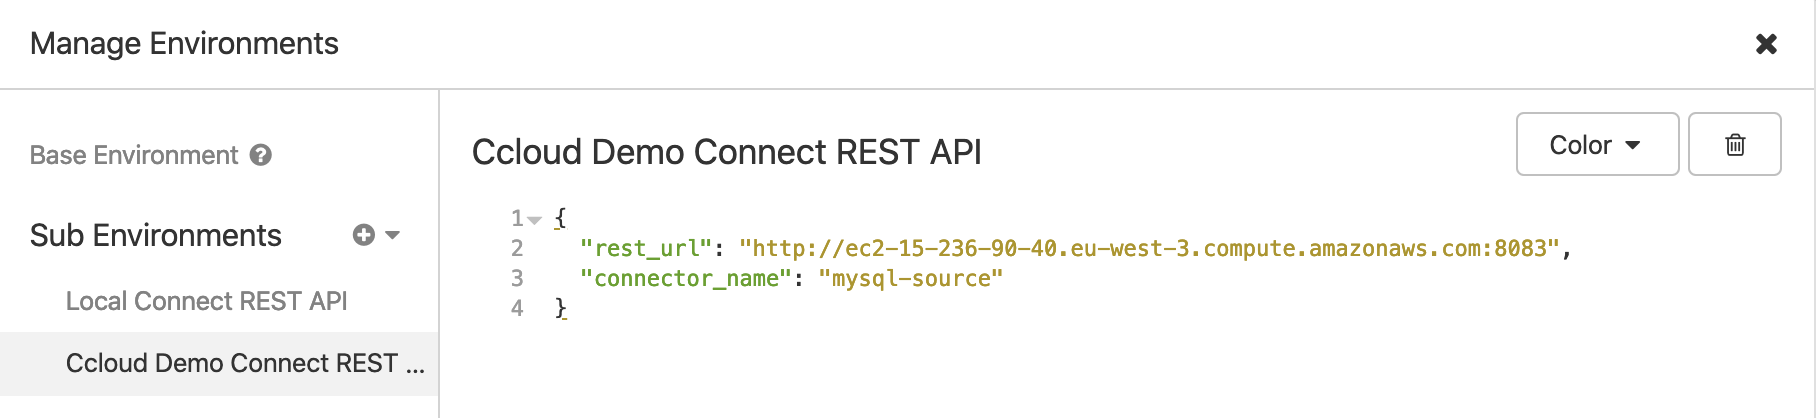 Manage Environments
Base Environment
Sub Environments
Local Connect REST API
Ccloud Demo Connect REST ...
Ccloud Demo Connect REST API
Color
1 {
2 "rest_url": "http://ec2-15-236-90-40.eu-west-3.compute.amazonaws.com:8083",
3 "connector_name": "mysql-source"
4 }